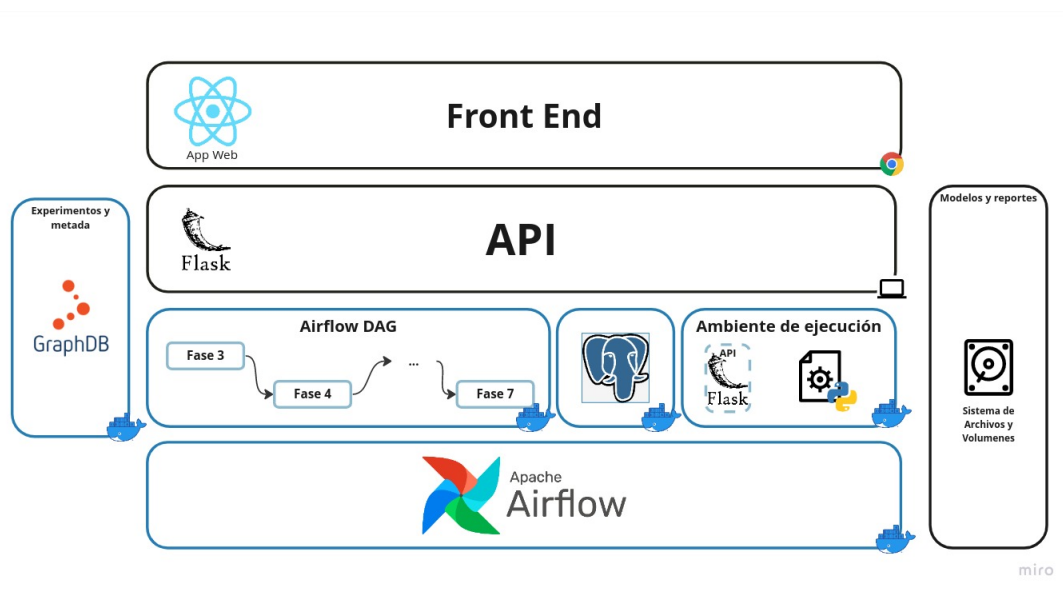 Front End
App Web
Experimentos y
metada
GraphDB
API
Flask
Modelos y reportes
Sistema de
Archivos y
Volumenes
Airflow DAG
Fase 3
Fase 4
...
Fase 7
Ambiente de ejecución
API
Flask
Apache
Airflow
miro